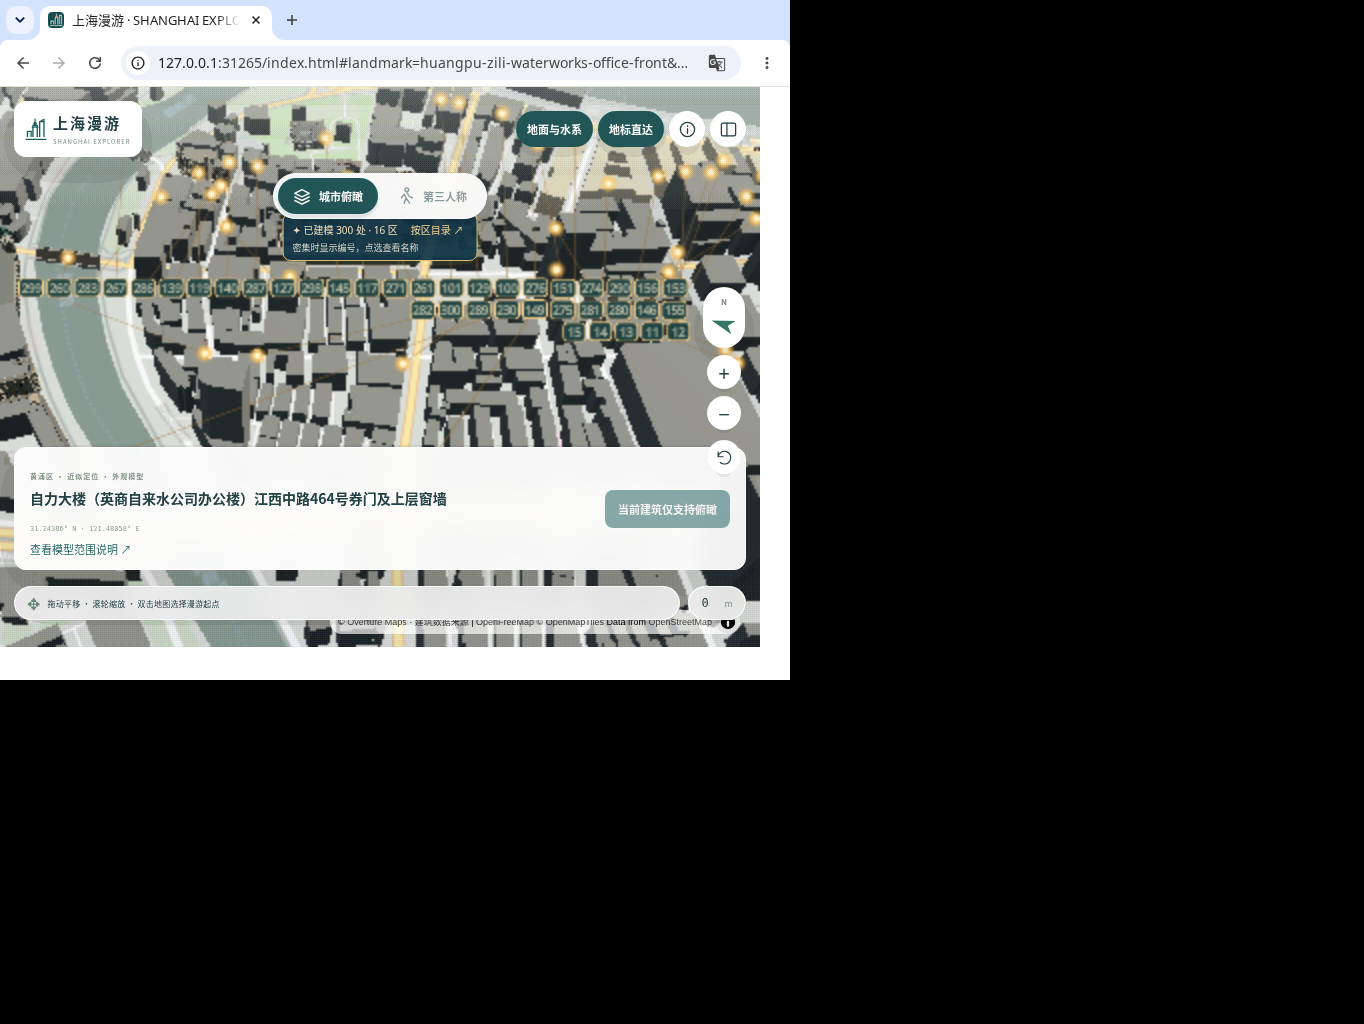 上海漫游 · SHANGHAI EXPLO
127.0.0.1:31265/index.html#landmark=huangpu-zili-waterworks-office-front&...
上海漫游
SHANGHAI EXPLORER
地面与水系
地标直达
城市俯瞰
第三人称
✦ 已建模 300 处 · 16 区 按区目录 ↗
密集时显示编号，点选查看名称
299 260 283 267 286 139 119 140 287 127 298 145 117 271 261 101 129 100 276 151 274 290 156 153
282 300 289 230 149 275 281 280 146 155
15 14 13 11 12
N
+
−
黄浦区 · 近似定位 · 外观模型
自力大楼（英商自来水公司办公楼）江西中路464号券门及上层窗墙
当前建筑仅支持俯瞰
31.24386° N · 121.48058° E
查看模型范围说明 ↗
拖动平移 · 滚轮缩放 · 双击地图选择漫游起点
0 m
© Overture Maps · 建筑数据来源 | OpenFreeMap © OpenMapTiles Data from OpenStreetMap